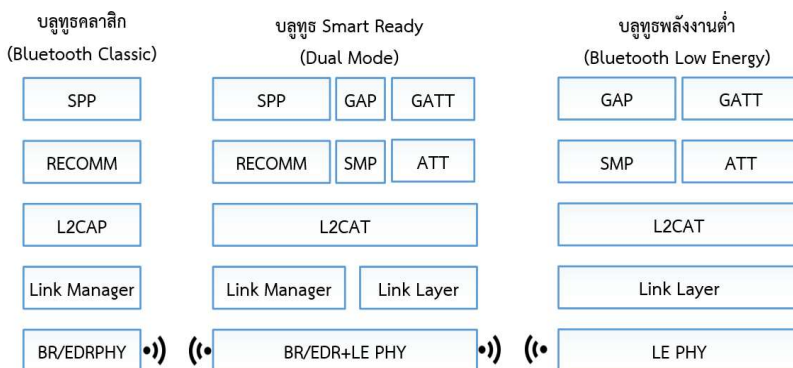 บลูทูธคลาสิก
(Bluetooth Classic)
บลูทูธ Smart Ready
(Dual Mode)
บลูทูธพลังงานต่ำ
(Bluetooth Low Energy)
SPP
SPP
GAP
GATT
GAP
GATT
RECOMM
RECOMM
SMP
ATT
SMP
ATT
L2CAP
L2CAT
L2CAT
Link Manager
Link Manager
Link Layer
Link Layer
BR/EDRPHY
BR/EDR+LE PHY
LE PHY